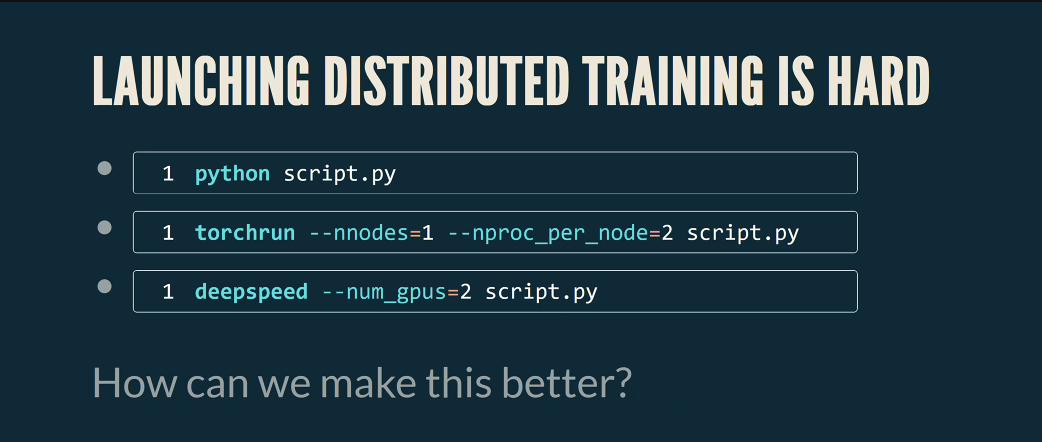 LAUNCHING DISTRIBUTED TRAINING IS HARD
1 python script.py
1 torchrun --nnodes=1 --nproc_per_node=2 script.py
1 deepspeed --num_gpus=2 script.py
How can we make this better?